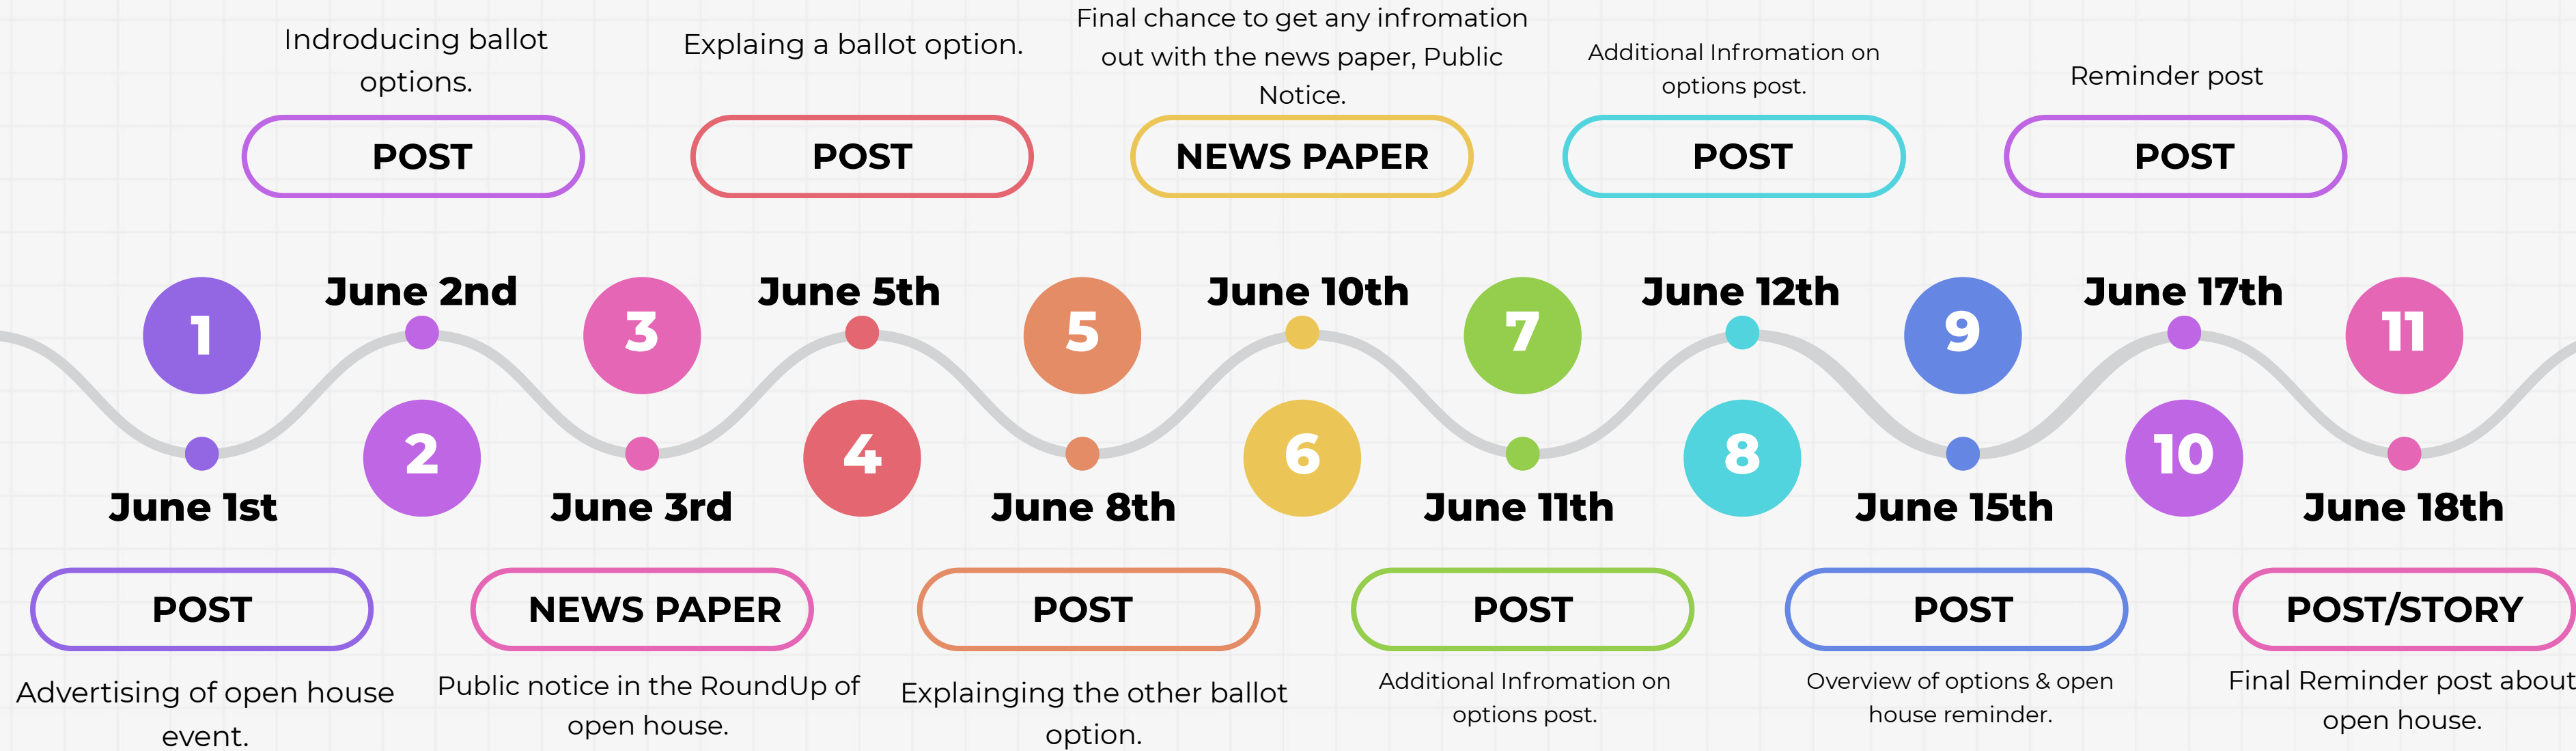 Indroducing ballot
options.
POST
Explaing a ballot option.
POST
Final chance to get any infromation
out with the news paper, Public
Notice.
NEWS PAPER
Additional Infromation on
options post.
POST
Reminder post
POST
1
June 2nd
3
June 5th
5
June 10th
7
June 12th
9
June 17th
11
June 1st
2
June 3rd
4
June 8th
6
June 11th
8
June 15th
10
June 18th
POST
Advertising of open house
event.
NEWS PAPER
Public notice in the RoundUp of
open house.
POST
Explainging the other ballot
option.
POST
Additional Infromation on
options post.
POST
Overview of options & open
house reminder.
POST/STORY
Final Reminder post about
open house.